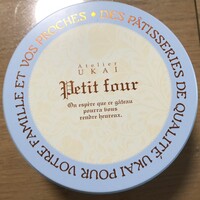 DES PÂTISSERIES DE QUALITÉ UKAI POUR VOTRE FAMILLE ET VOS PROCHES •
Atelier
UKAI
Petit four
On espère que ce gâteau
pourra vous
rendre heureux.